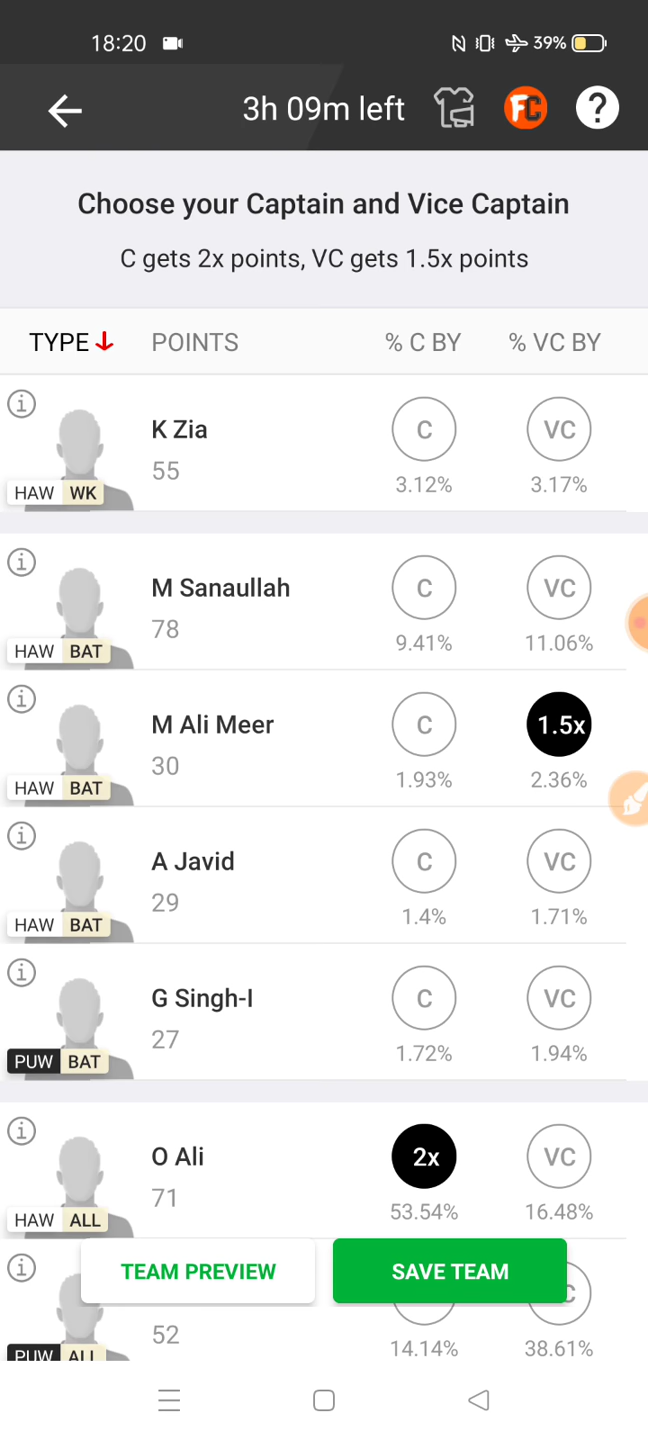 18:20
39%
3h 09m left
FC
?
Choose your Captain and Vice Captain
C gets 2x points, VC gets 1.5x points
TYPE POINTS % C BY % VC BY
K Zia
55
C
VC
3.12%
3.17%
HAW WK
M Sanaullah
78
C
VC
9.41%
11.06%
HAW BAT
M Ali Meer
30
C
1.5x
1.93%
2.36%
HAW BAT
A Javid
29
C
VC
1.4%
1.71%
HAW BAT
G Singh-I
27
C
VC
1.72%
1.94%
PUW BAT
O Ali
71
2x
VC
53.54%
16.48%
HAW ALL
TEAM PREVIEW
SAVE TEAM
52
14.14%
38.61%
PUW ALL